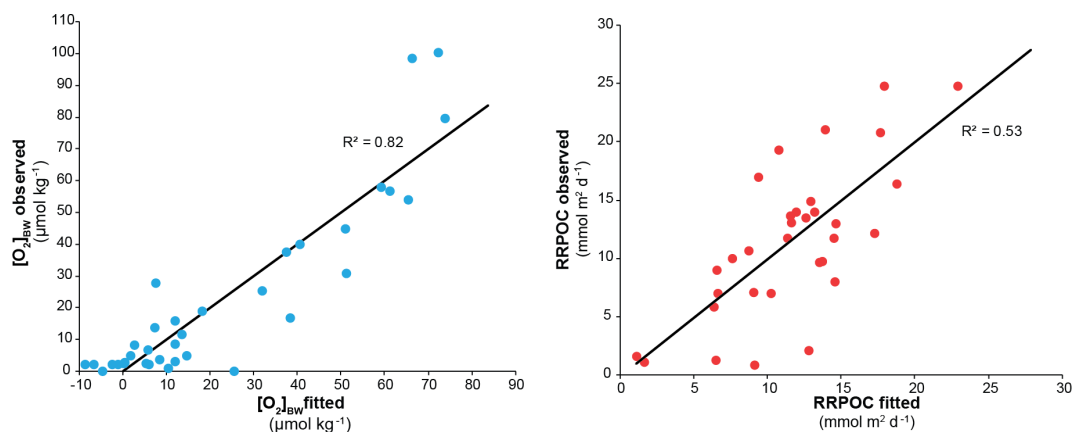 110
100
90
80
70
60
50
40
30
20
10
0
[O₂]BW observed
(µmol kg⁻¹)
R² = 0.82
-10 0 10 20 30 40 50 60 70 80 90
[O₂]BW fitted
(µmol kg⁻¹)
30
25
20
15
10
5
0
RRPOC observed
(mmol m² d⁻¹)
R² = 0.53
0 5 10 15 20 25 30
RRPOC fitted
(mmol m² d⁻¹)